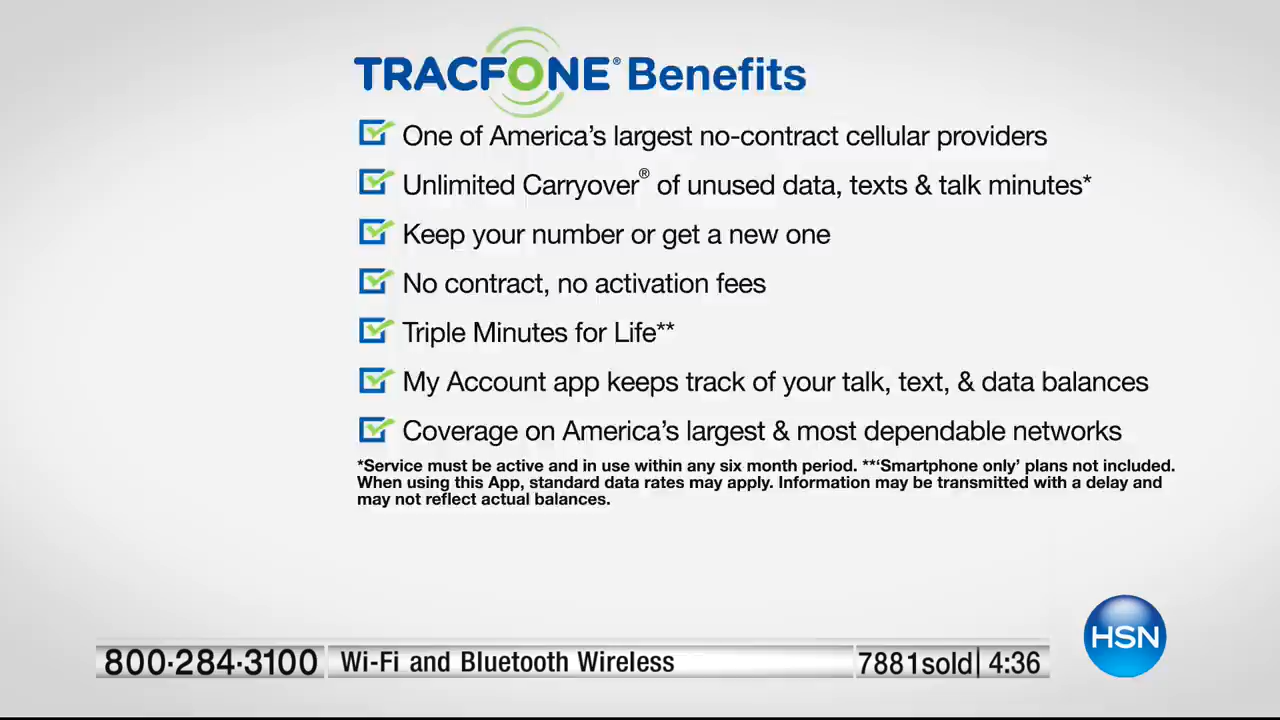 TRACFONE® Benefits
One of America's largest no-contract cellular providers
Unlimited Carryover® of unused data, texts & talk minutes*
Keep your number or get a new one
No contract, no activation fees
Triple Minutes for Life**
My Account app keeps track of your talk, text, & data balances
Coverage on America's largest & most dependable networks
*Service must be active and in use within any six month period. **‘Smartphone only’ plans not included.
When using this App, standard data rates may apply. Information may be transmitted with a delay and
may not reflect actual balances.
HSN
800·284·3100 Wi-Fi and Bluetooth Wireless 7881sold 4:36